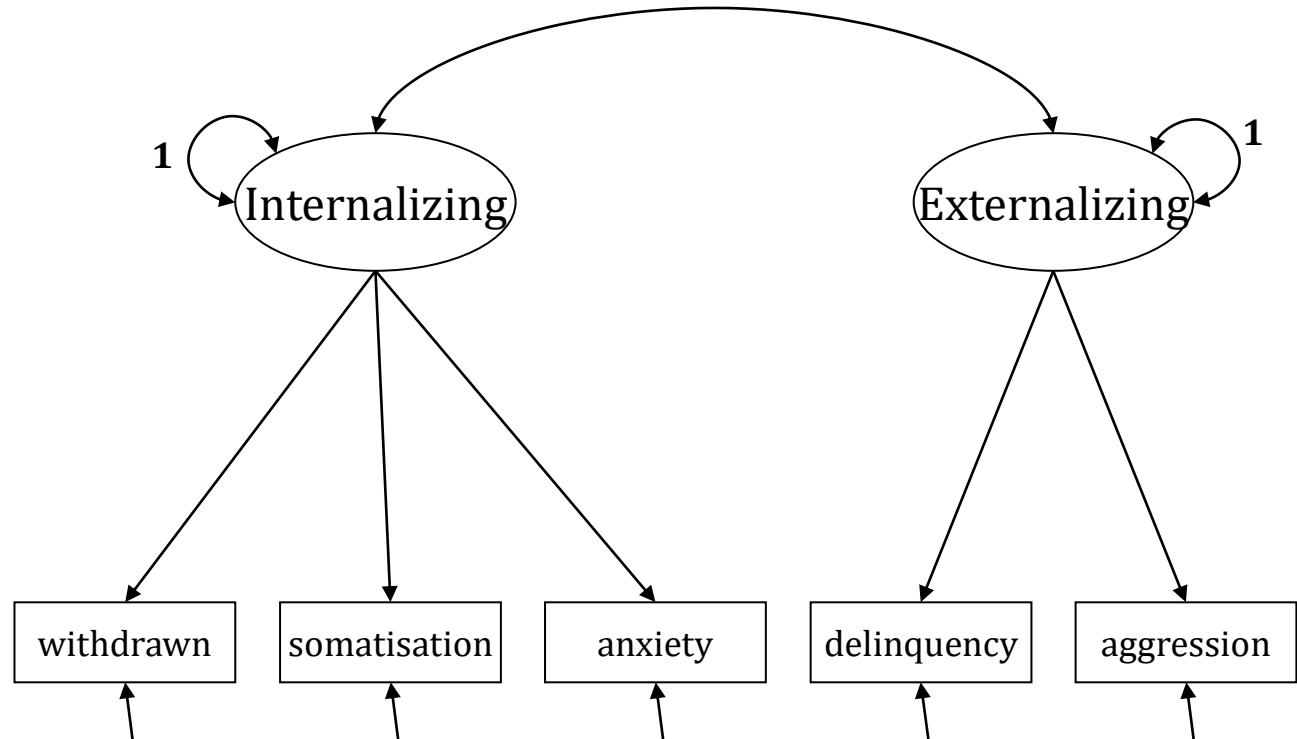 1
1
Internalizing
Externalizing
withdrawn
somatisation
anxiety
delinquency
aggression